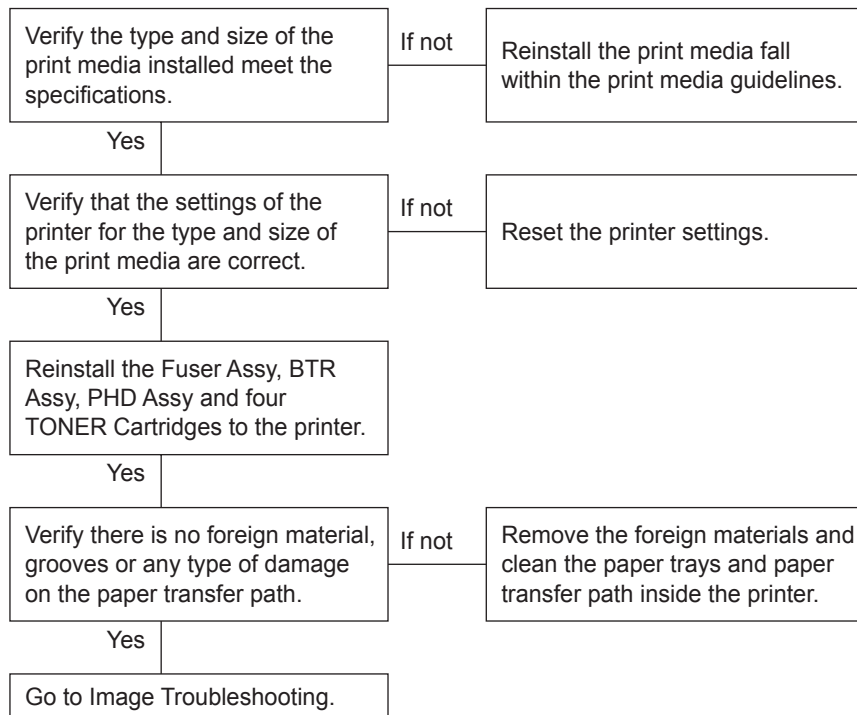 Verify the type and size of the
print media installed meet the
specifications.
If not
Reinstall the print media fall
within the print media guidelines.
Yes
Verify that the settings of the
printer for the type and size of
the print media are correct.
If not
Reset the printer settings.
Yes
Reinstall the Fuser Assy, BTR
Assy, PHD Assy and four
TONER Cartridges to the printer.
Yes
Verify there is no foreign material,
grooves or any type of damage
on the paper transfer path.
If not
Remove the foreign materials and
clean the paper trays and paper
transfer path inside the printer.
Yes
Go to Image Troubleshooting.